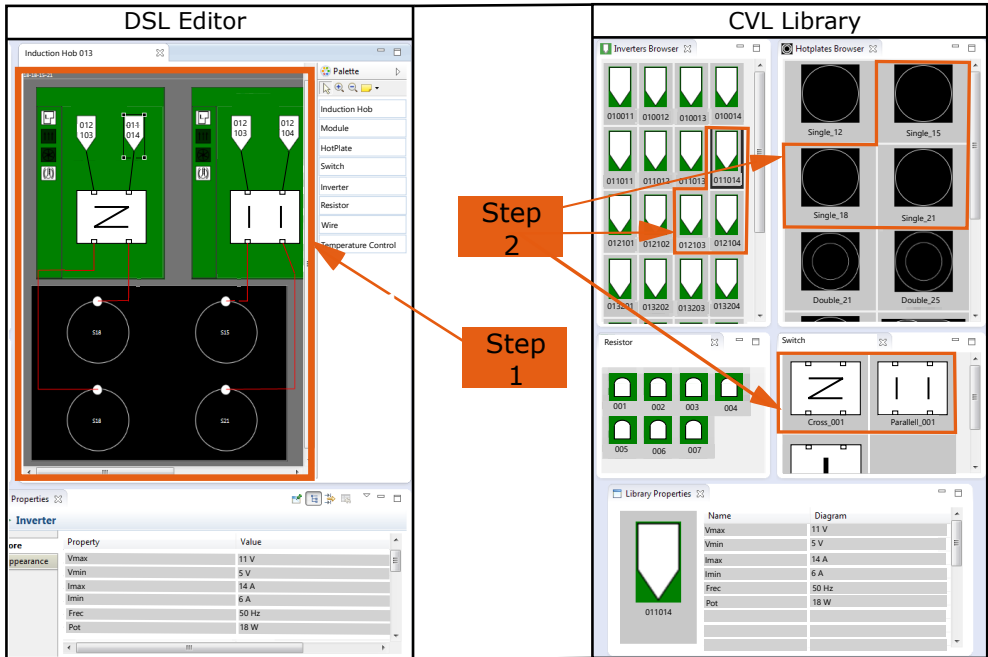 DSL Editor
CVL Library
Induction Hob 013
18-18-15-21
Palette
Induction Hob
Module
HotPlate
Switch
Inverter
Resistor
Wire
Temperature Control
012
103
011
014
012
103
012
104
S18
S15
S18
S21
Properties
Inverter
ore
ppearance
Property Value
Vmax 11 V
Vmin 5 V
Imax 14 A
Imin 6 A
Frec 50 Hz
Pot 18 W
Step
1
Step
2
Inverters Browser
010011 010012 010013 010014
011011 011012 011013 011014
012101 012102 012103 012104
013201 013202 013203 013204
Hotplates Browser
Single_12 Single_15
Single_18 Single_21
Double_21 Double_25
Resistor
001 002 003 004
005 006 007
Switch
Cross_001 Parallell_001
Library Properties
011014
Name Diagram
Vmax 11 V
Vmin 5 V
Imax 14 A
Imin 6 A
Frec 50 Hz
Pot 18 W